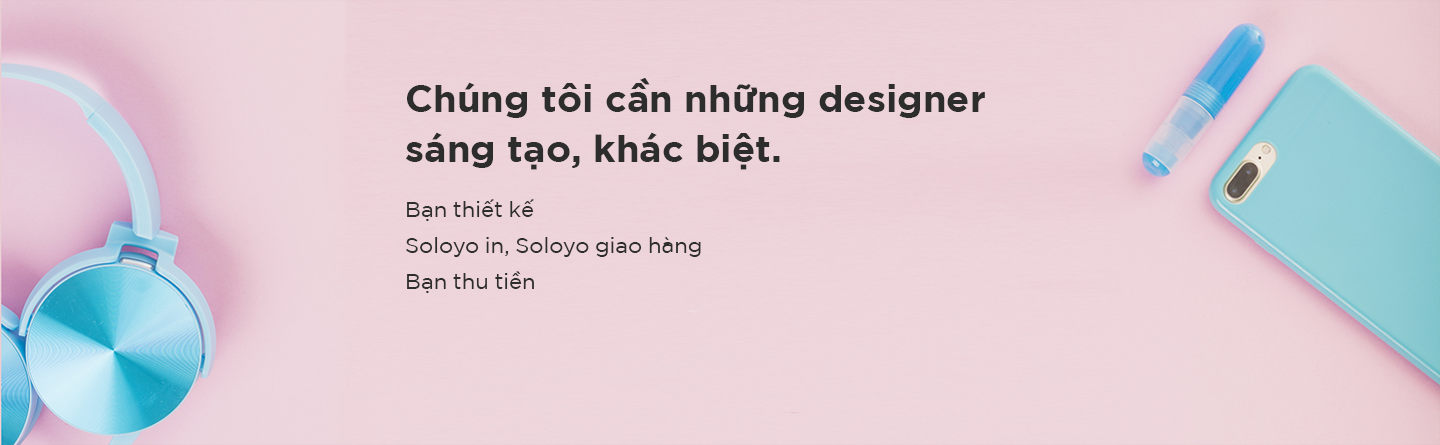 Chúng tôi cần những designer
sáng tạo, khác biệt.
Bạn thiết kế
Soloyo in, Soloyo giao hàng
Bạn thu tiền